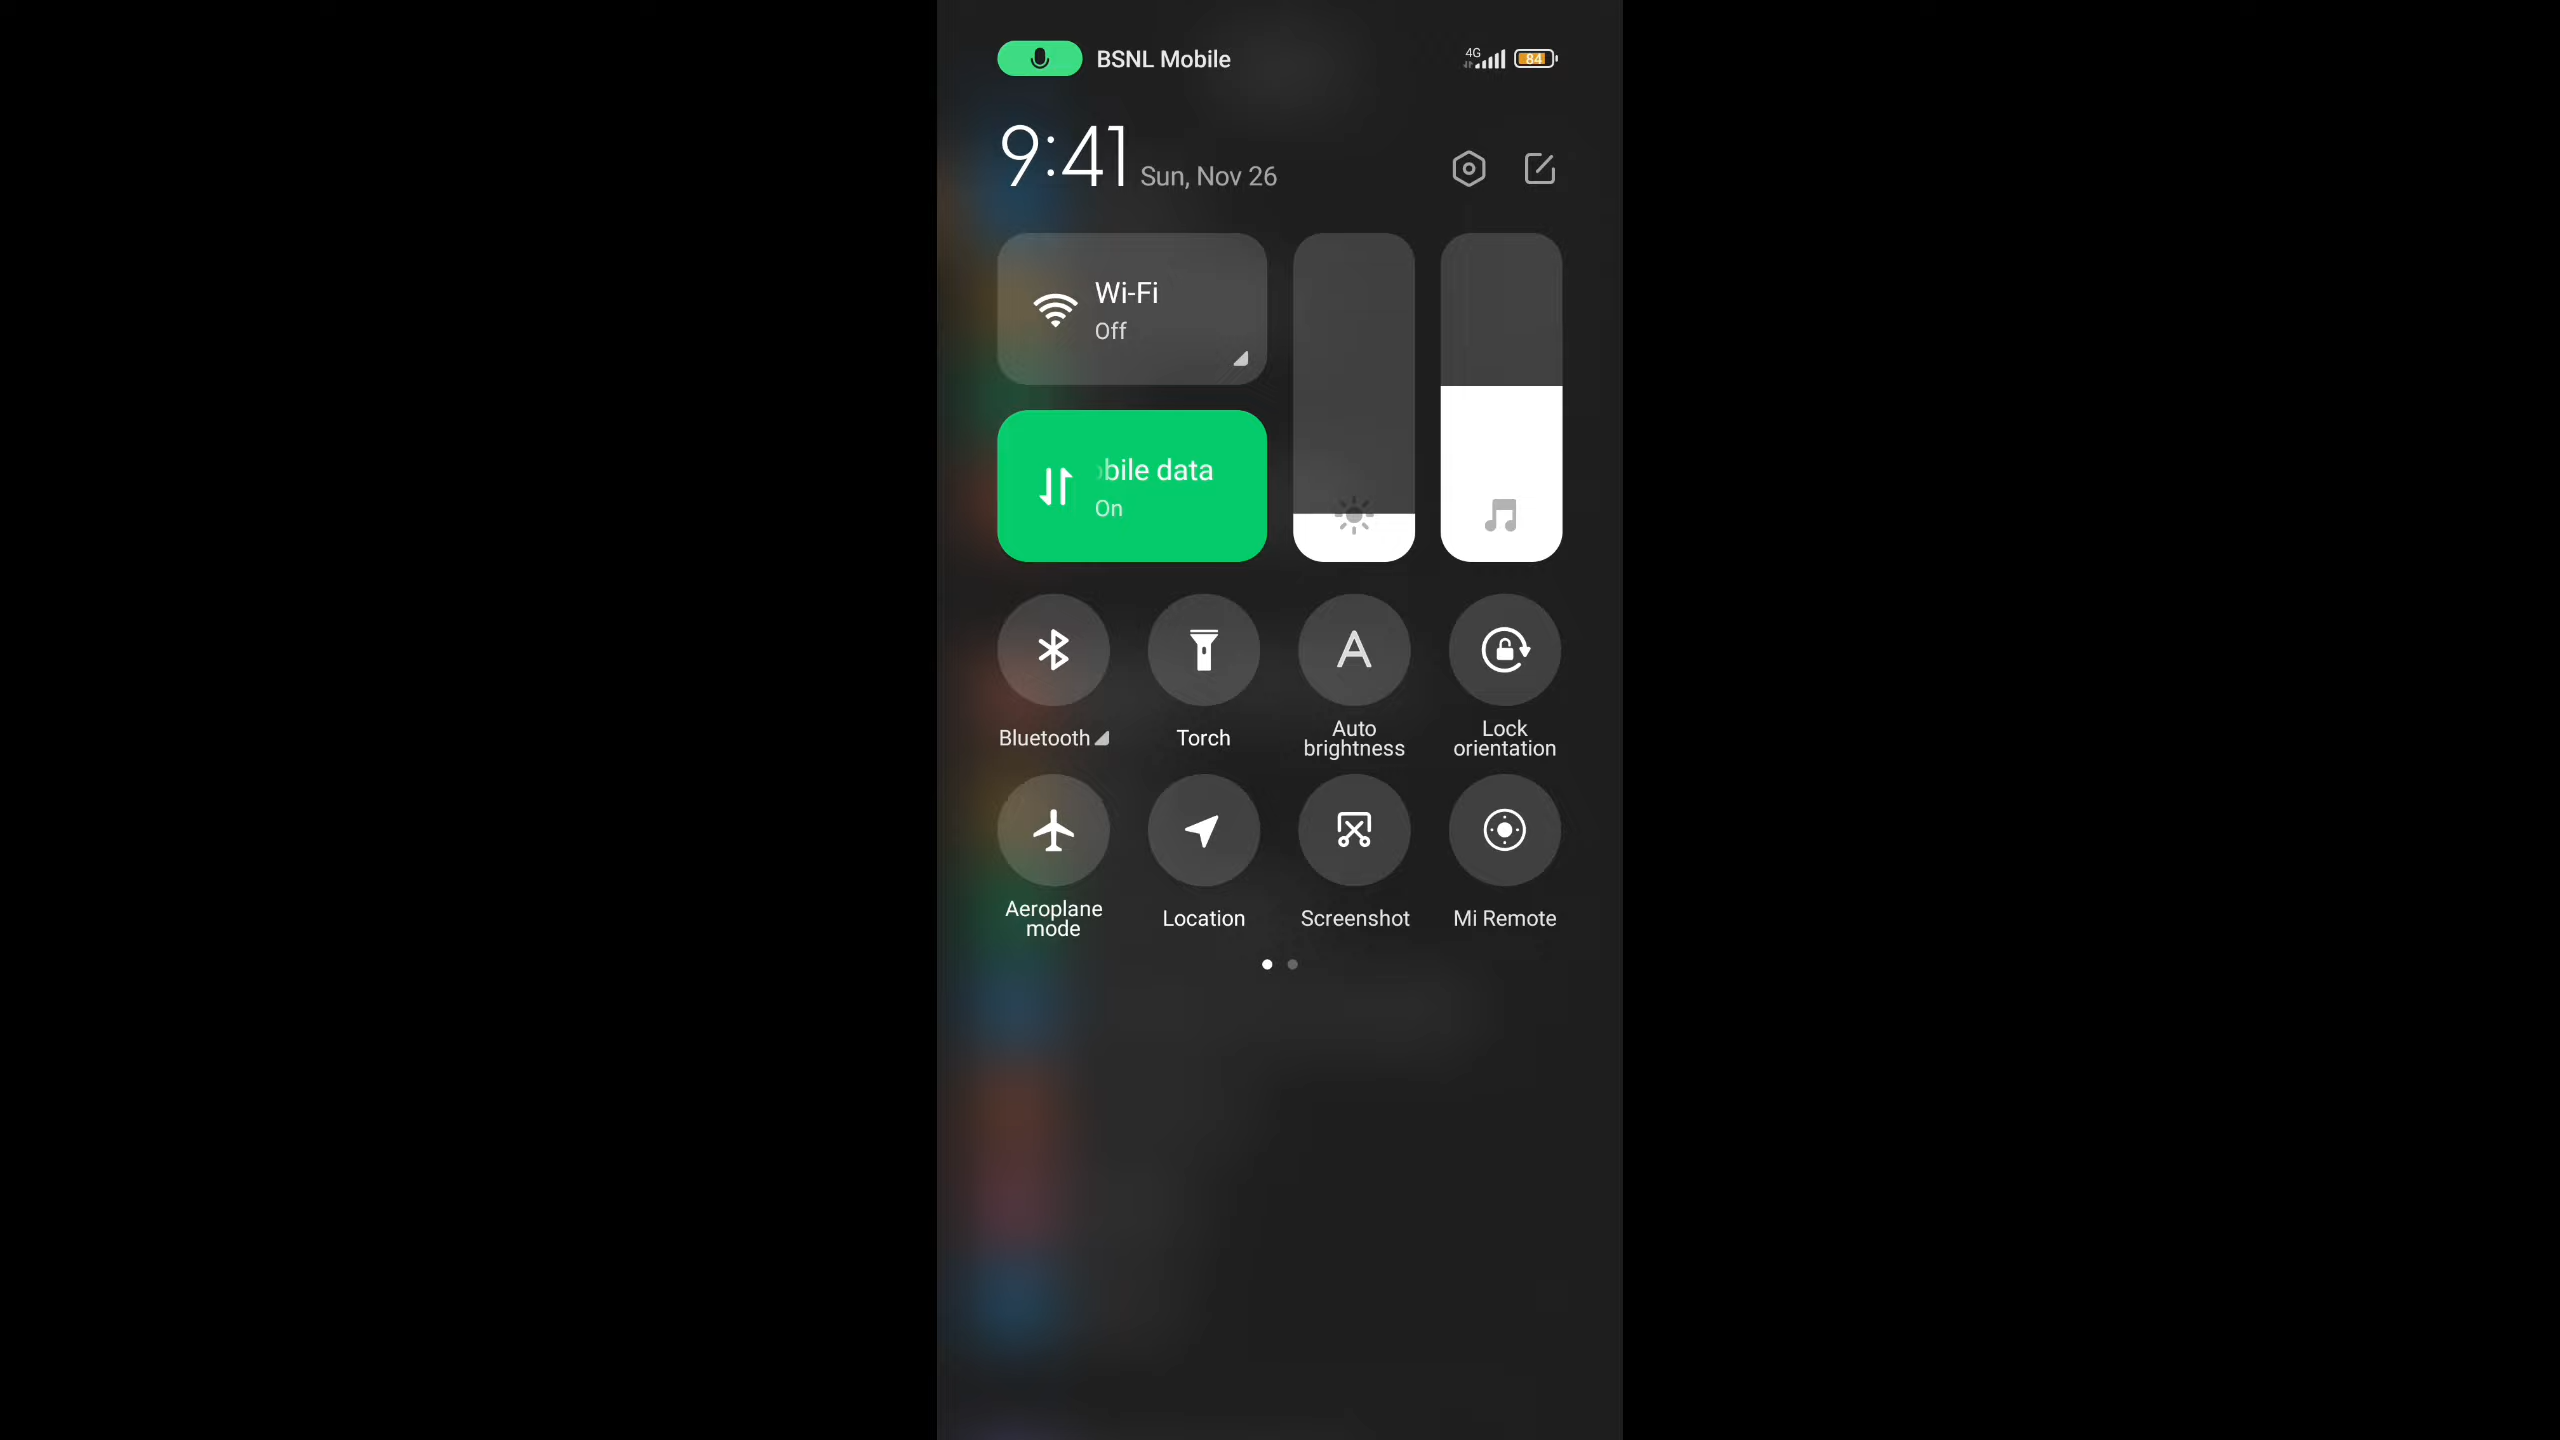 BSNL Mobile
4G
84
9:41 Sun, Nov 26
Wi-Fi
Off
bile data
On
Bluetooth
Torch
Auto
brightness
Lock
orientation
Aeroplane
mode
Location
Screenshot
Mi Remote